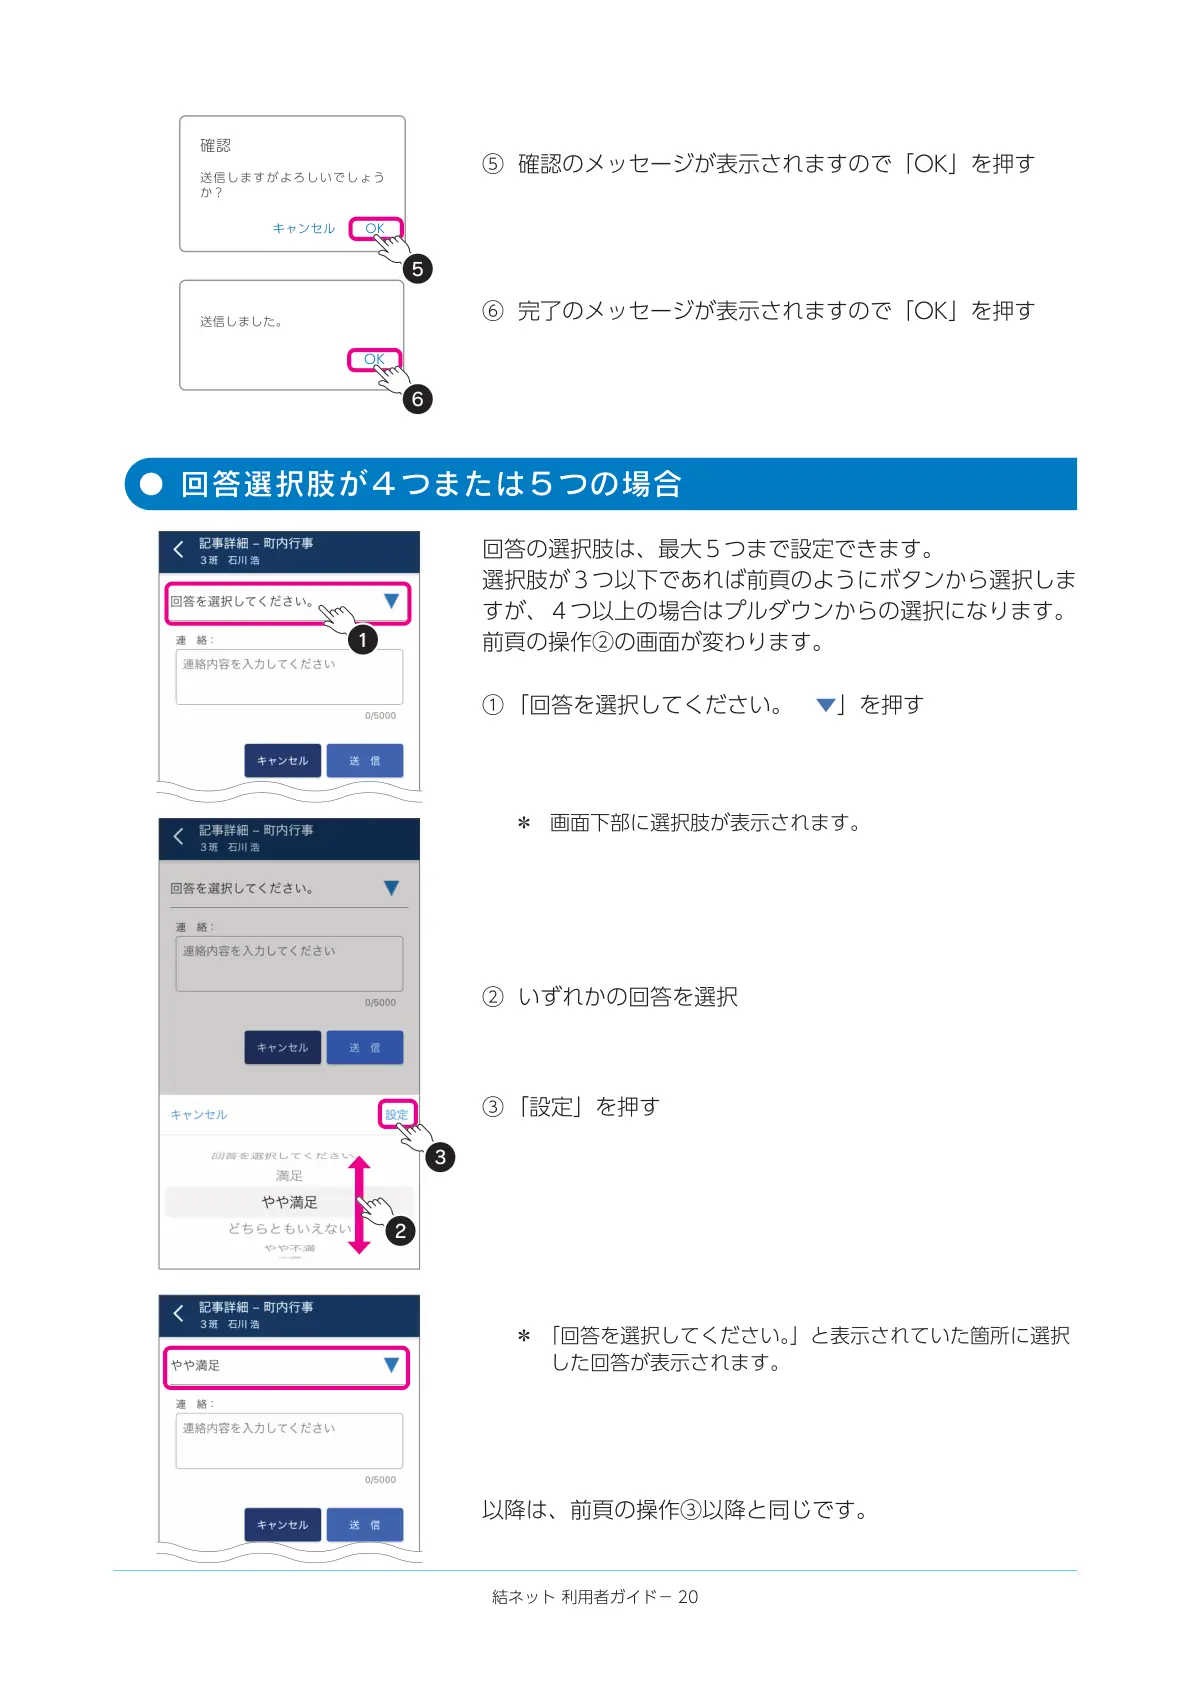 確認
送信しますがよろしいでしょう
か？
キャンセル OK
5
⑤ 確認のメッセージが表示されますので「OK」を押す
送信しました。
OK
6
⑥ 完了のメッセージが表示されますので「OK」を押す
回答選択肢が４つまたは５つの場合
記事詳細 – 町内行事
３班 石川 浩
回答を選択してください。 ▼
1
連 絡：
連絡内容を入力してください
0/5000
キャンセル 送 信
回答の選択肢は、最大５つまで設定できます。
選択肢が３つ以下であれば前頁のようにボタンから選択しま
すが、４つ以上の場合はプルダウンからの選択になります。
前頁の操作②の画面が変わります。
①「回答を選択してください。 ▼」を押す
＊ 画面下部に選択肢が表示されます。
記事詳細 – 町内行事
３班 石川 浩
回答を選択してください。 ▼
連 絡：
連絡内容を入力してください
0/5000
キャンセル 送 信
キャンセル 設定
3
回答を選択してください。
満足
やや満足
どちらともいえない
やや不満
2
② いずれかの回答を選択
③「設定」を押す
記事詳細 – 町内行事
３班 石川 浩
やや満足 ▼
連 絡：
連絡内容を入力してください
0/5000
キャンセル 送 信
＊ 「回答を選択してください。」と表示されていた箇所に選択
した回答が表示されます。
以降は、前頁の操作③以降と同じです。
結ネット 利用者ガイド－ 20